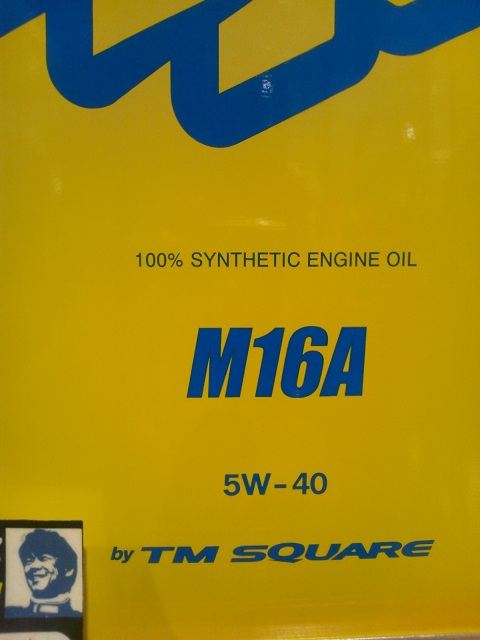 100% SYNTHETIC ENGINE OIL
M16A
5W-40
by TM SQUARE